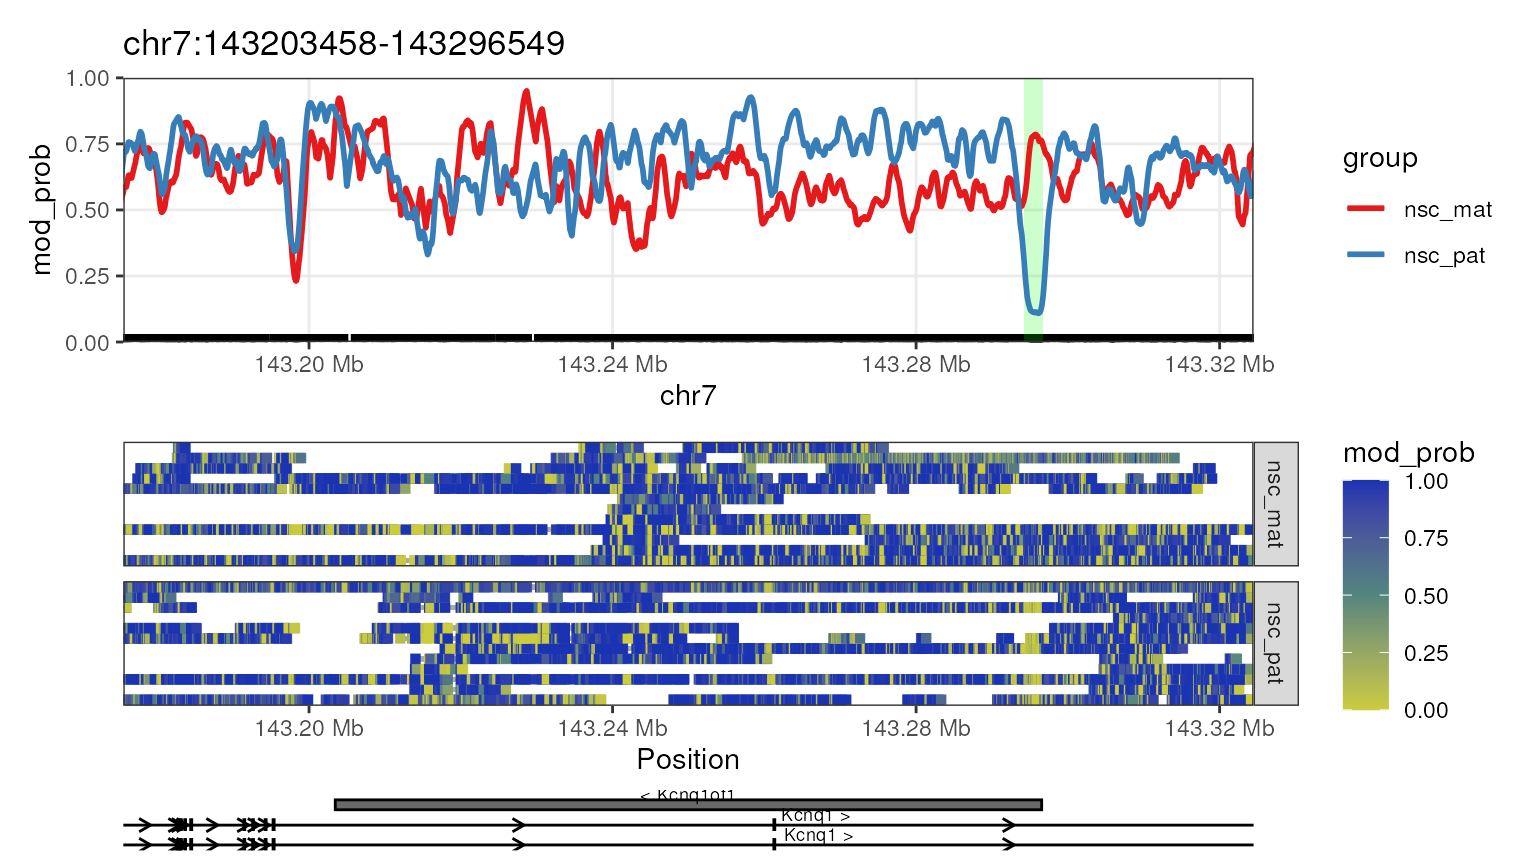 chr7:143203458-143296549
mod_prob
1.00
0.75
0.50
0.25
0.00
143.20 Mb
143.24 Mb
143.28 Mb
143.32 Mb
chr7
group
nsc_mat
nsc_pat
nsc_mat
nsc_pat
143.20 Mb
143.24 Mb
143.28 Mb
143.32 Mb
Position
mod_prob
1.00
0.75
0.50
0.25
0.00
< Kcnq1ot1
Kcnq1 >
Kcnq1 >